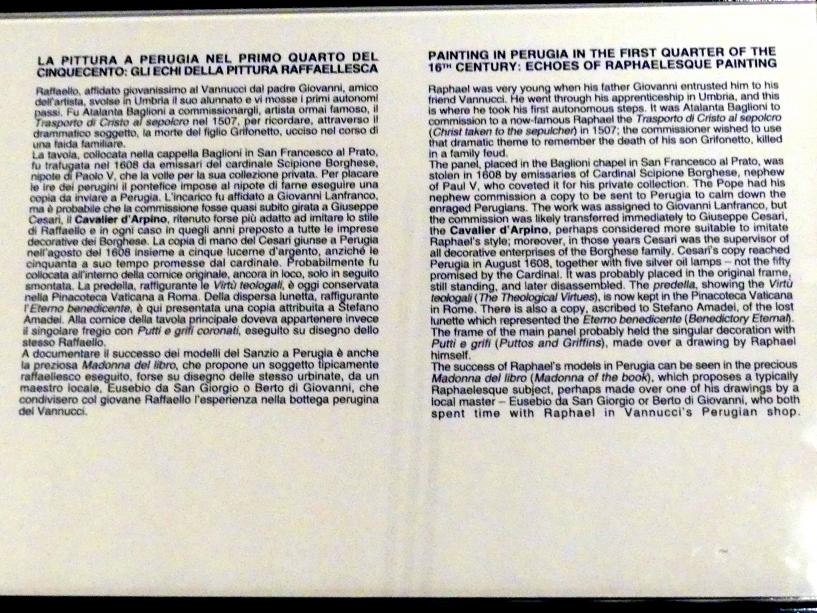 LA PITTURA A PERUGIA NEL PRIMO QUARTO DEL
CINQUECENTO: GLI ECHI DELLA PITTURA RAFFAELLESCA
Raffaello, affidato giovanissimo al Vannucci dal padre Giovanni, amico
dell'artista, svolse in Umbria il suo alunnato e vi mosse i primi autonomi
passi. Fu Atalanta Baglioni a commissionargli, artista ormai famoso, il
Trasporto di Cristo al sepolcro nel 1507, per ricordare, attraverso il
drammatico soggetto, la morte del figlio Grifonetto, ucciso nel corso di
una faida familiare.
La tavola, collocata nella cappella Baglioni in San Francesco al Prato,
fu trafugata nel 1608 da emissari del cardinale Scipione Borghese,
nipote di Paolo V, che la volle per la sua collezione privata. Per placare
le ire dei perugini il pontefice impose al nipote di farne eseguire una
copia da inviare a Perugia. L'incarico fu affidato a Giovanni Lanfranco,
ma è probabile che la commissione fosse quasi subito girata a Giuseppe
Cesari, il Cavalier d'Arpino, ritenuto forse più adatto ad imitare lo stile
di Raffaello e in ogni caso in quegli anni preposto a tutte le imprese
decorative dei Borghese. La copia di mano del Cesari giunse a Perugia
nell'agosto del 1608 insieme a cinque lucerne d'argento, anziché le
cinquanta a suo tempo promesse dal cardinale. Probabilmente fu
collocata all'interno della cornice originale, ancora in loco, solo in seguito
smontata. La predella, raffigurante le Virtù teologali, è oggi conservata
nella Pinacoteca Vaticana a Roma. Della dispersa lunetta, raffigurante
l'Eterno benedicente, è qui presentata una copia attribuita a Stefano
Amadei. Alla cornice della tavola principale doveva appartenere invece
il singolare fregio con Putti e grifi coronati, eseguito su disegno dello
stesso Raffaello.
A documentare il successo dei modelli del Sanzio a Perugia è anche
la preziosa Madonna del libro, che propone un soggetto tipicamente
raffaellesco eseguito, forse su disegno delle stesso urbinate, da un
maestro locale, Eusebio da San Giorgio o Berto di Giovanni, che
condivisero col giovane Raffaello l'esperienza nella bottega perugina
del Vannucci.
PAINTING IN PERUGIA IN THE FIRST QUARTER OF THE
16TH CENTURY: ECHOES OF RAPHAELESQUE PAINTING
Raphael was very young when his father Giovanni entrusted him to his
friend Vannucci. He went through his apprenticeship in Umbria, and this
is where he took his first autonomous steps. It was Atalanta Baglioni to
commission to a now-famous Raphael the Trasporto di Cristo al sepolcro
(Christ taken to the sepulcher) in 1507; the commissioner wished to use
that dramatic theme to remember the death of his son Grifonetto, killed
in a family feud.
The panel, placed in the Baglioni chapel in San Francesco al Prato, was
stolen in 1608 by emissaries of Cardinal Scipione Borghese, nephew
of Paul V, who coveted it for his private collection. The Pope had his
nephew commission a copy to be sent to Perugia to calm down the
enraged Perugians. The work was assigned to Giovanni Lanfranco, but
the commission was likely transferred immediately to Giuseppe Cesari,
the Cavalier d'Arpino, perhaps considered more suitable to imitate
Raphael's style; moreover, in those years Cesari was the supervisor of
all decorative enterprises of the Borghese family. Cesari's copy reached
Perugia in August 1608, together with five silver oil lamps – not the fifty
promised by the Cardinal. It was probably placed in the original frame,
still standing, and later disassembled. The predella, showing the Virtù
teologali (The Theological Virtues), is now kept in the Pinacoteca Vaticana
in Rome. There is also a copy, ascribed to Stefano Amadei, of the lost
lunette which represented the Eterno benedicente (Benedictory Eternal).
The frame of the main panel probably held the singular decoration with
Putti e grifi (Puttos and Griffins), made over a drawing by Raphael
himself.
The success of Raphael's models in Perugia can be seen in the precious
Madonna del libro (Madonna of the book), which proposes a typically
Raphaelesque subject, perhaps made over one of his drawings by a
local master – Eusebio da San Giorgio or Berto di Giovanni, who both
spent time with Raphael in Vannucci's Perugian shop.